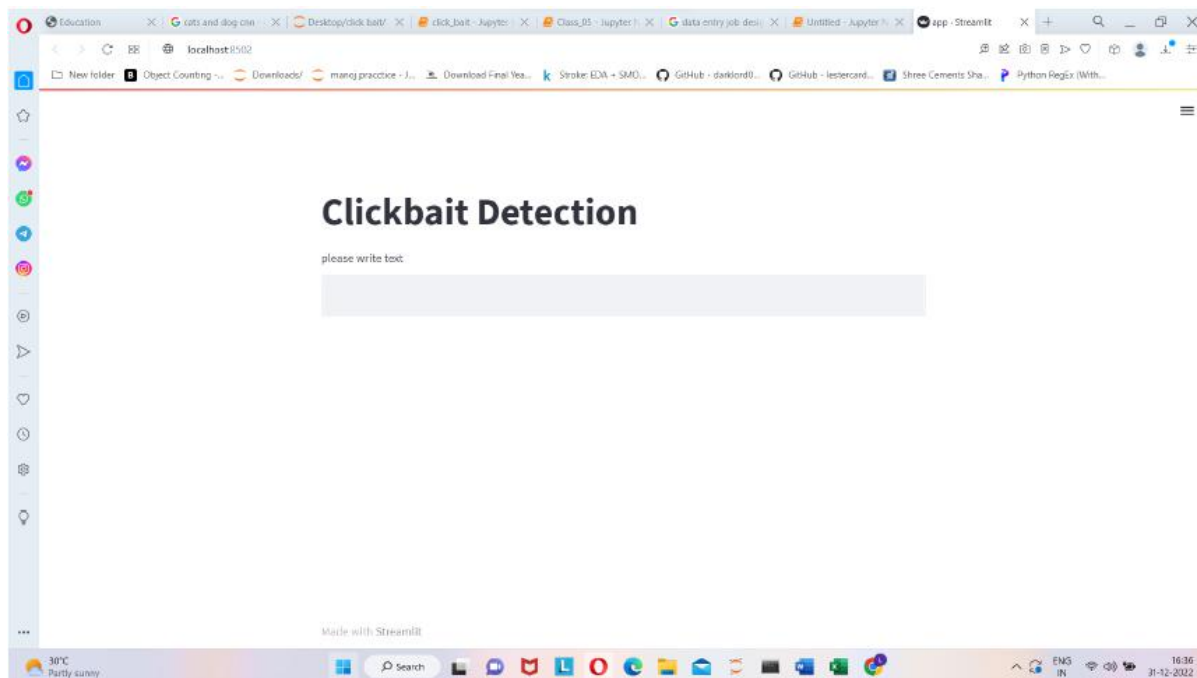 Education
cats and dog cnn -
Desktop/click bait/
click_bait - Jupyter
Class_05 - Jupyter N
data entry job desi
Untitled - Jupyter N
app - Streamlit
localhost:8502
New folder
Object Counting -...
Downloads/
manoj.pracctice - J...
Download Final Yea...
Stroke: EDA + SMO...
GitHub - darklord0...
GitHub - lestercard...
Shree Cements Sha...
Python RegEx (With...
Clickbait Detection
please write text
Made with Streamlit
30°C
Partly sunny
Search
ENG
IN
16:36
31-12-2022